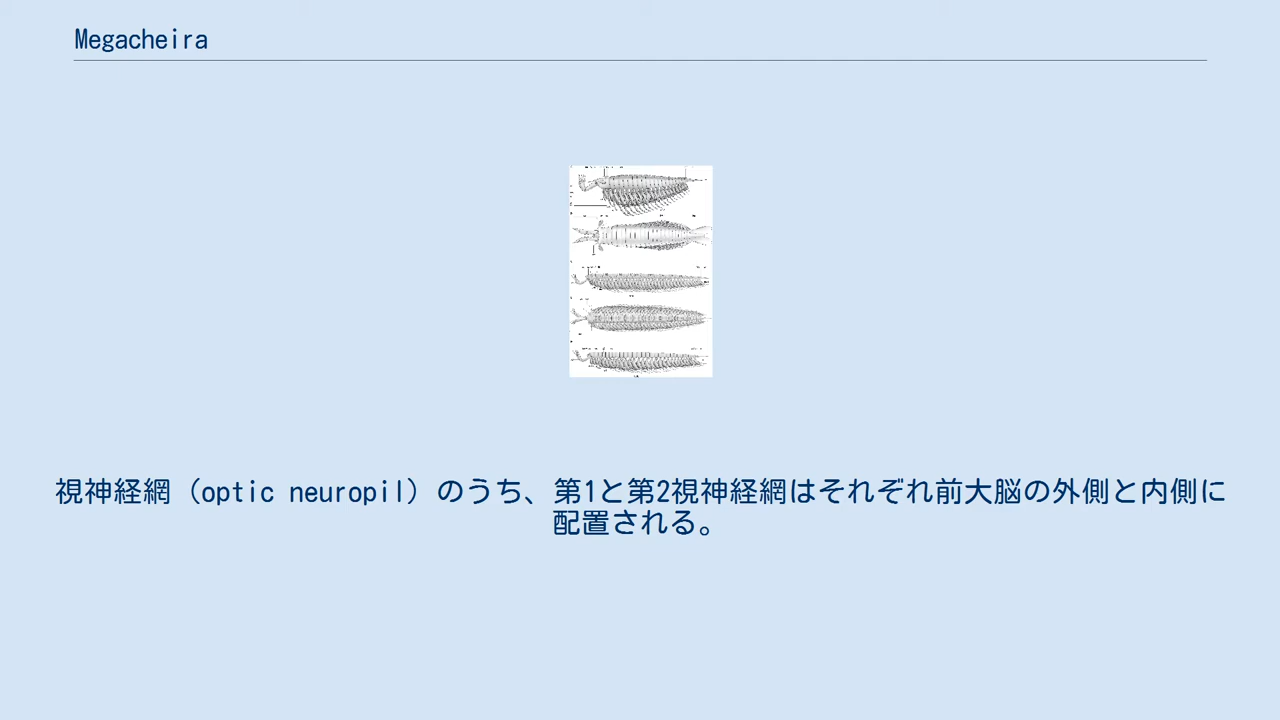 Megacheira
視神経網（optic neuropil）のうち、第1と第2視神経網はそれぞれ前大脳の外側と内側に
配置される。